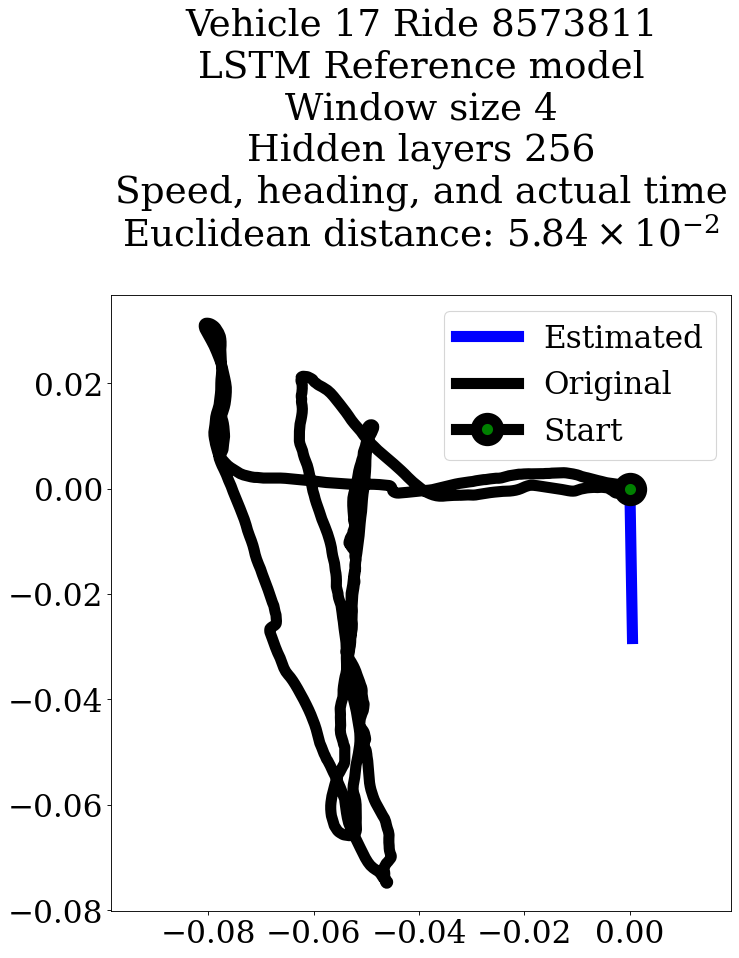 Vehicle 17 Ride 8573811
LSTM Reference model
Window size 4
Hidden layers 256
Speed, heading, and actual time
Euclidean distance: 5.84 × 10⁻²
Estimated
Original
Start
0.02
0.00
−0.02
−0.04
−0.06
−0.08
−0.08 −0.06 −0.04 −0.02 0.00